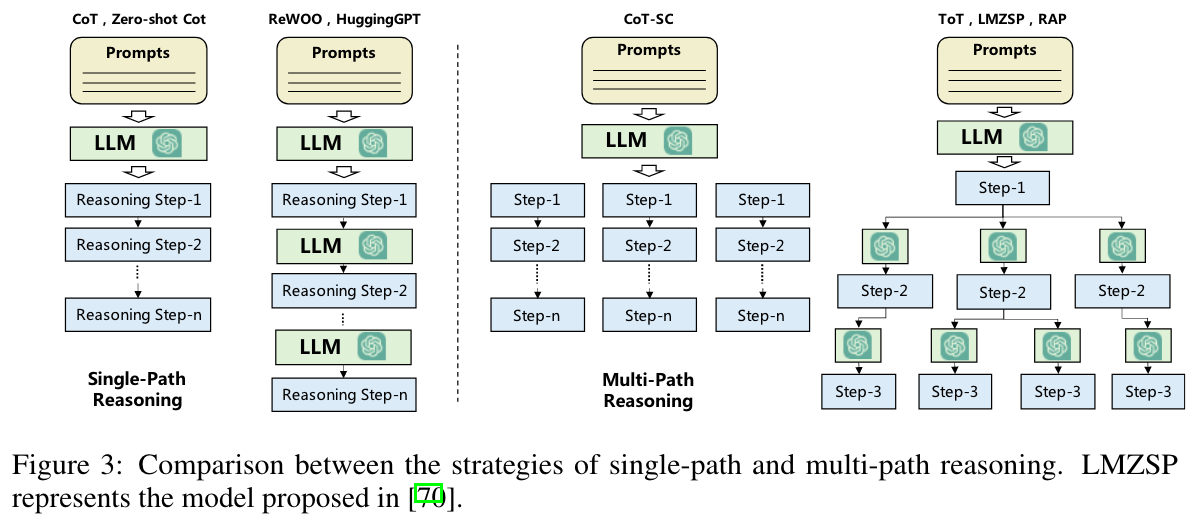 CoT , Zero-shot Cot
Prompts
LLM
Reasoning Step-1
Reasoning Step-2
Reasoning Step-n
Single-Path
Reasoning
ReWOO , HuggingGPT
Prompts
LLM
Reasoning Step-1
LLM
Reasoning Step-2
LLM
Reasoning Step-n
CoT-SC
Prompts
LLM
Step-1 Step-1 Step-1
Step-2 Step-2 Step-2
Step-n Step-n Step-n
Multi-Path
Reasoning
ToT , LMZSP , RAP
Prompts
LLM
Step-1
Step-2 Step-2 Step-2
Step-3 Step-3 Step-3 Step-3
Figure 3: Comparison between the strategies of single-path and multi-path reasoning. LMZSP
represents the model proposed in [70].